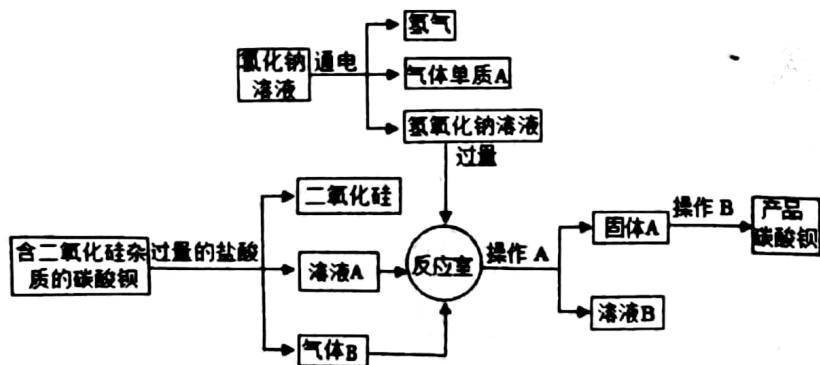 氢气
氯化钠
溶液
通电
气体单质A
氢氧化钠溶液
过量
二氧化硅
含二氧化硅杂
质的碳酸钡
过量的盐酸
溶液A
反应室
操作 A
固体A
操作 B
产品
碳酸钡
溶液B
气体B